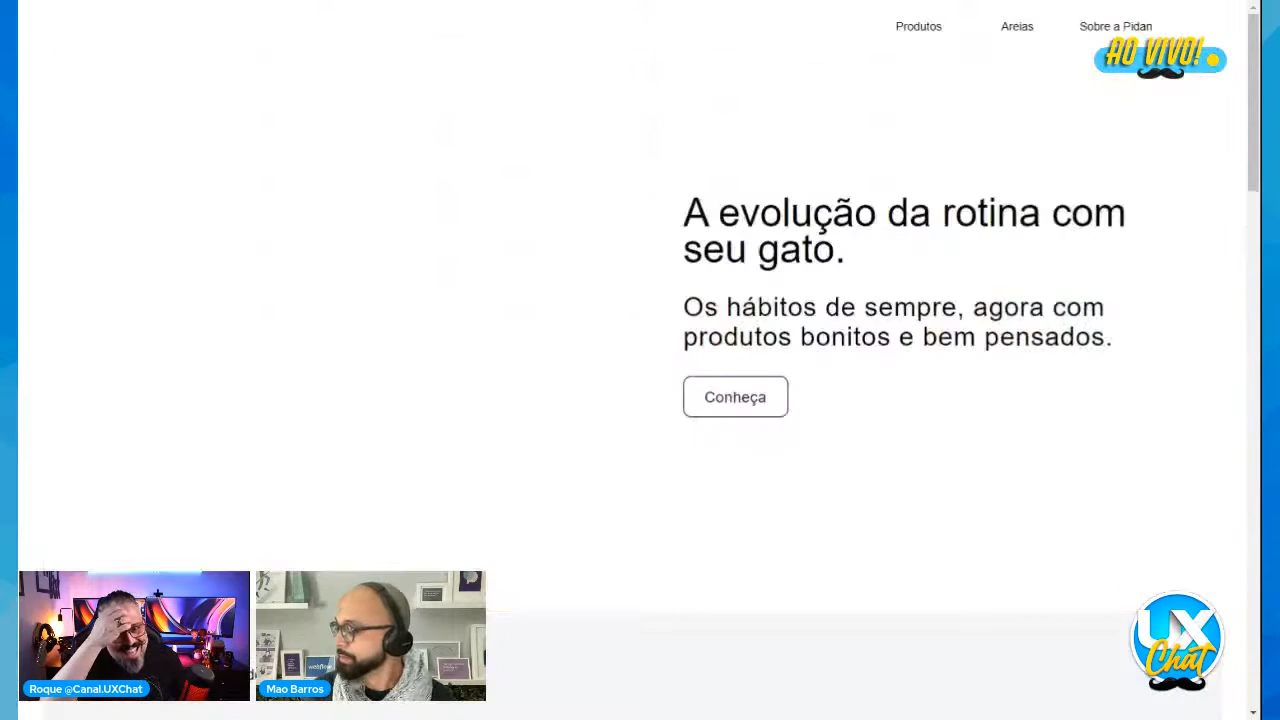 Produtos
Areias
Sobre a Pidan
AO VIVO!
A evolução da rotina com
seu gato.
Os hábitos de sempre, agora com
produtos bonitos e bem pensados.
Conheça
webflow
Roque @Canal.UXChat
Mao Barros
UX
Chat